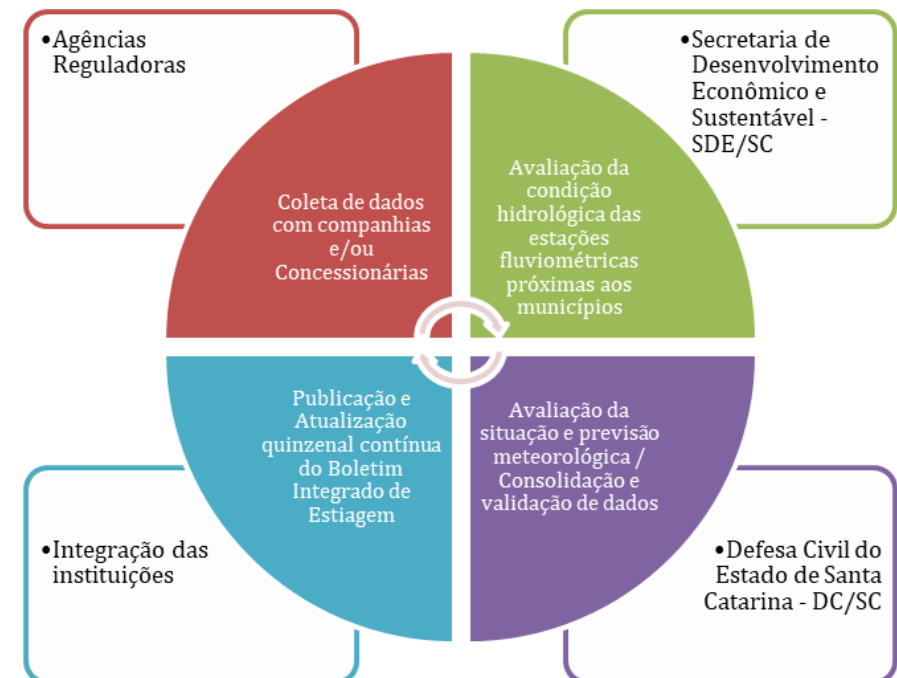 •Agências
Reguladoras
•Secretaria de
Desenvolvimento
Econômico e
Sustentável -
SDE/SC
Coleta de dados
com companhias
e/ou
Concessionárias
Avaliação da
condição
hidrológica das
estações
fluviométricas
próximas aos
municípios
Publicação e
Atualização
quinzenal contínua
do Boletim
Integrado de
Estiagem
Avaliação da
situação e previsão
meteorológica /
Consolidação e
validação de dados
•Integração das
instituições
•Defesa Civil do
Estado de Santa
Catarina - DC/SC